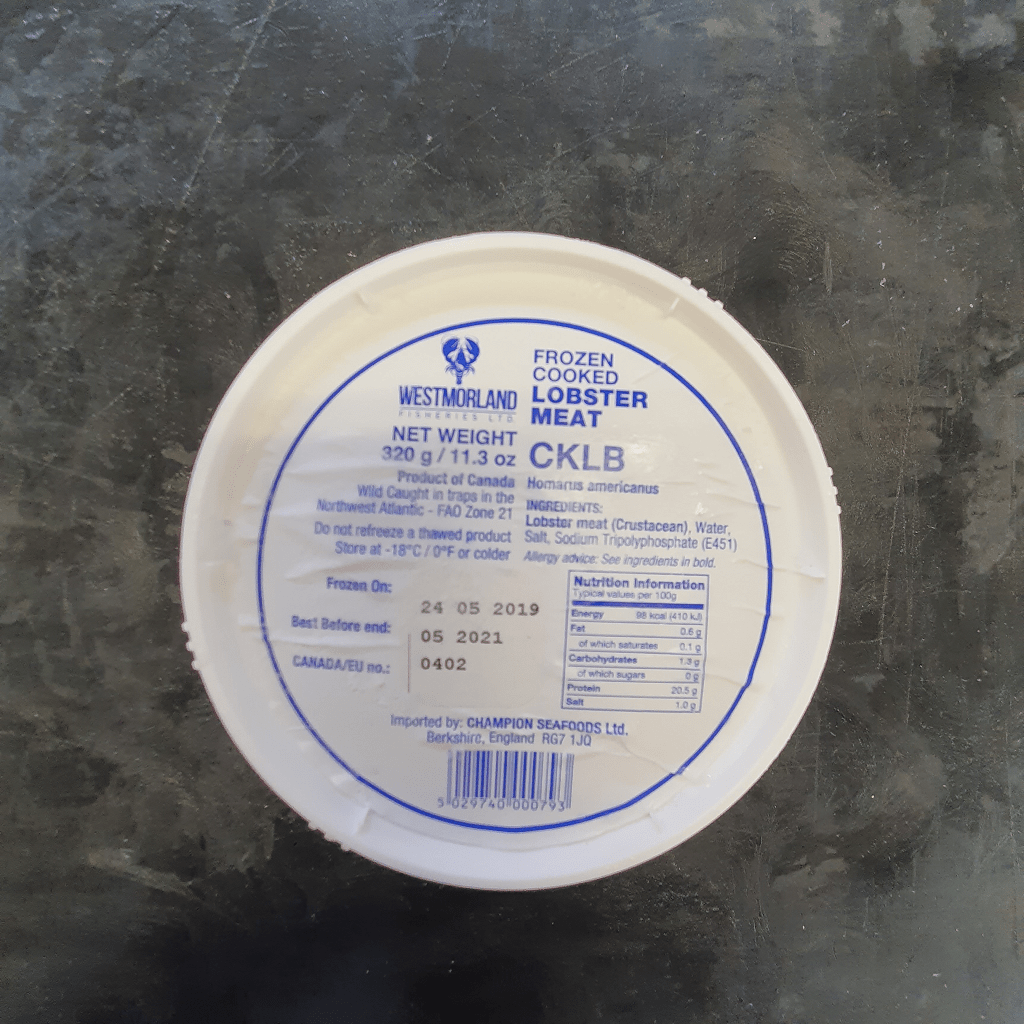 WESTMORLAND
FISHERIES LTD.
NET WEIGHT
320 g / 11.3 oz
Product of Canada
Wild Caught in traps in the
Northwest Atlantic - FAO Zone 21
Do not refreeze a thawed product
Store at -18°C / 0°F or colder
FROZEN
COOKED
LOBSTER
MEAT
CKLB
Homarus americanus
INGREDIENTS:
Lobster meat (Crustacean), Water,
Salt, Sodium Tripolyphosphate (E451)
Allergy advice: See ingredients in bold.
Frozen On: 24 05 2019
Best Before end: 05 2021
CANADA/EU no.: 0402
Nutrition Information
Typical values per 100g
Energy 98 kcal (410 kJ)
Fat 0.6 g
of which saturates 0.1 g
Carbohydrates 1.3 g
of which sugars 0 g
Protein 20.5 g
Salt 1.0 g
Imported by: CHAMPION SEAFOODS Ltd.
Berkshire, England RG7 1JQ
5 029740 000793